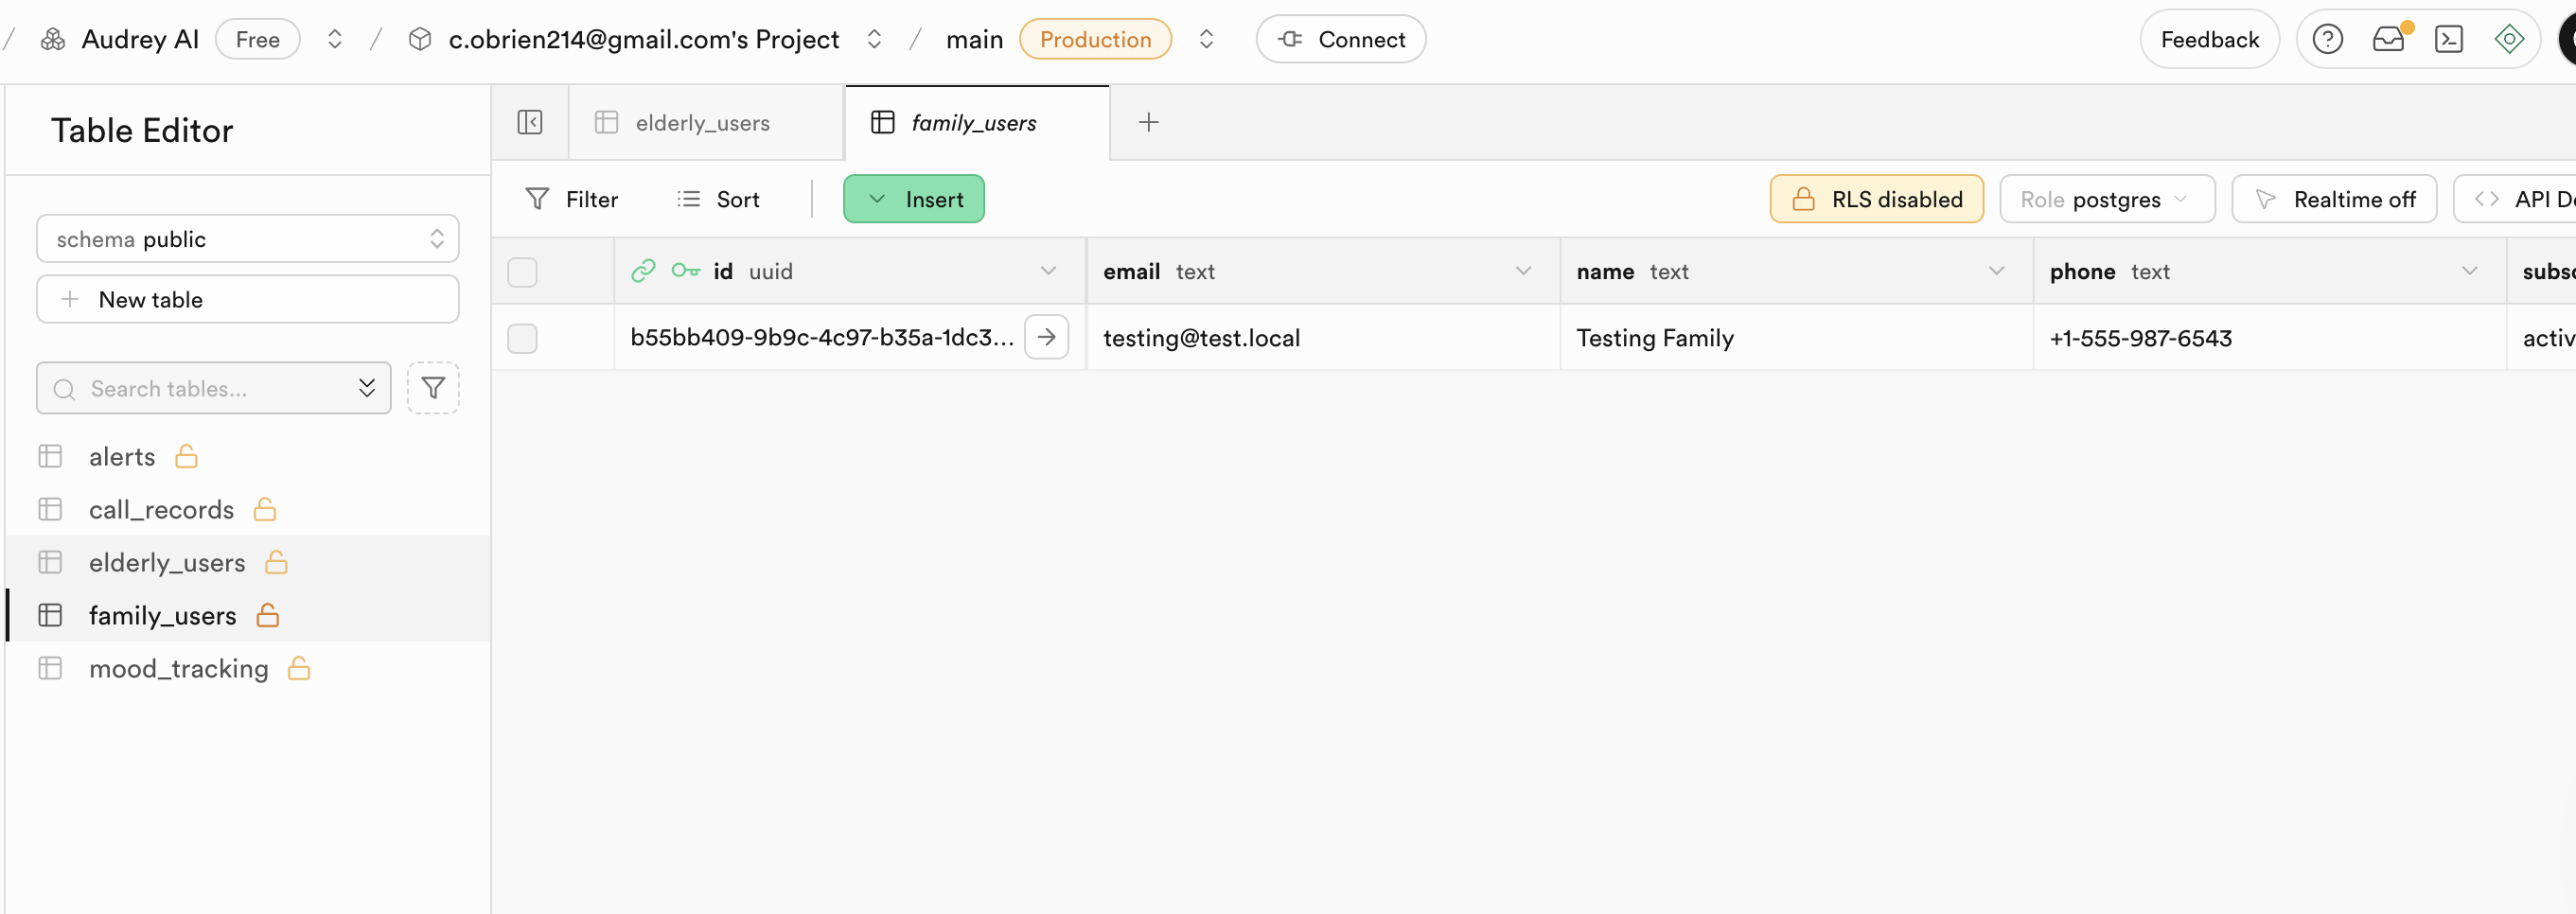 / Audrey AI Free / c.obrien214@gmail.com's Project / main Production Connect Feedback
Table Editor
elderly_users family_users
Filter Sort Insert RLS disabled Role postgres Realtime off <> API
schema public
New table
Search tables...
id uuid email text name text phone text
b55bb409-9b9c-4c97-b35a-1dc3... testing@test.local Testing Family +1-555-987-6543
alerts
call_records
elderly_users
family_users
mood_tracking